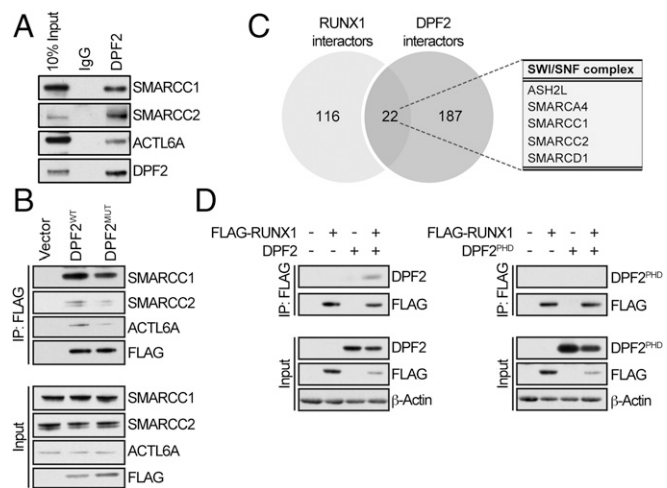 A
10% Input
IgG
DPF2
SMARCC1
SMARCC2
ACTL6A
DPF2
B
Vector
DPF2WT
DPF2MUT
IP: FLAG
SMARCC1
SMARCC2
ACTL6A
FLAG
Input
SMARCC1
SMARCC2
ACTL6A
FLAG
C
RUNX1 interactors
DPF2 interactors
116
22
187
SWI/SNF complex
ASH2L
SMARCA4
SMARCC1
SMARCC2
SMARCD1
D
FLAG-RUNX1 - + - +
DPF2 - - + +
IP: FLAG
DPF2
FLAG
Input
DPF2
FLAG
β-Actin
FLAG-RUNX1 - + - +
DPF2PHD - - + +
IP: FLAG
DPF2PHD
FLAG
Input
DPF2PHD
FLAG
β-Actin